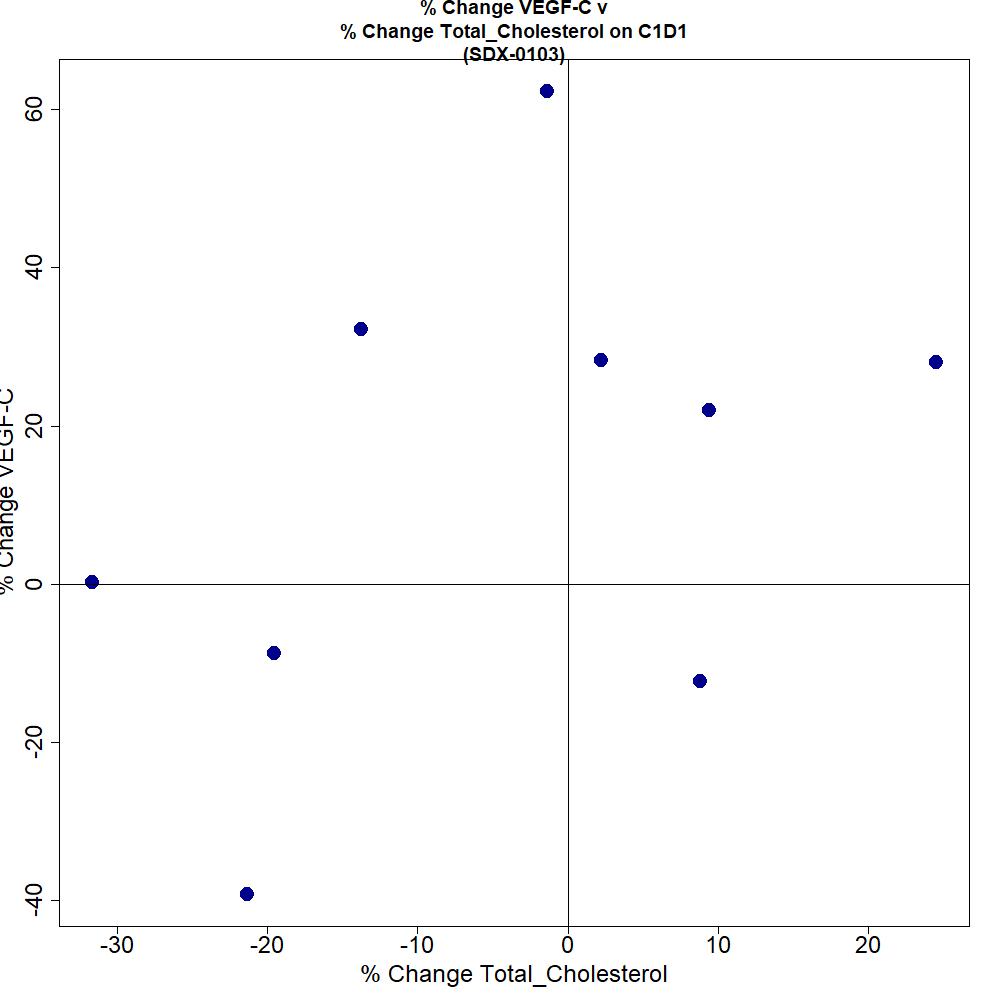 % Change VEGF-C v
% Change Total_Cholesterol on C1D1
(SDX-0103)
% Change VEGF-C
60
40
20
0
-20
-40
-30
-20
-10
0
10
20
% Change Total_Cholesterol